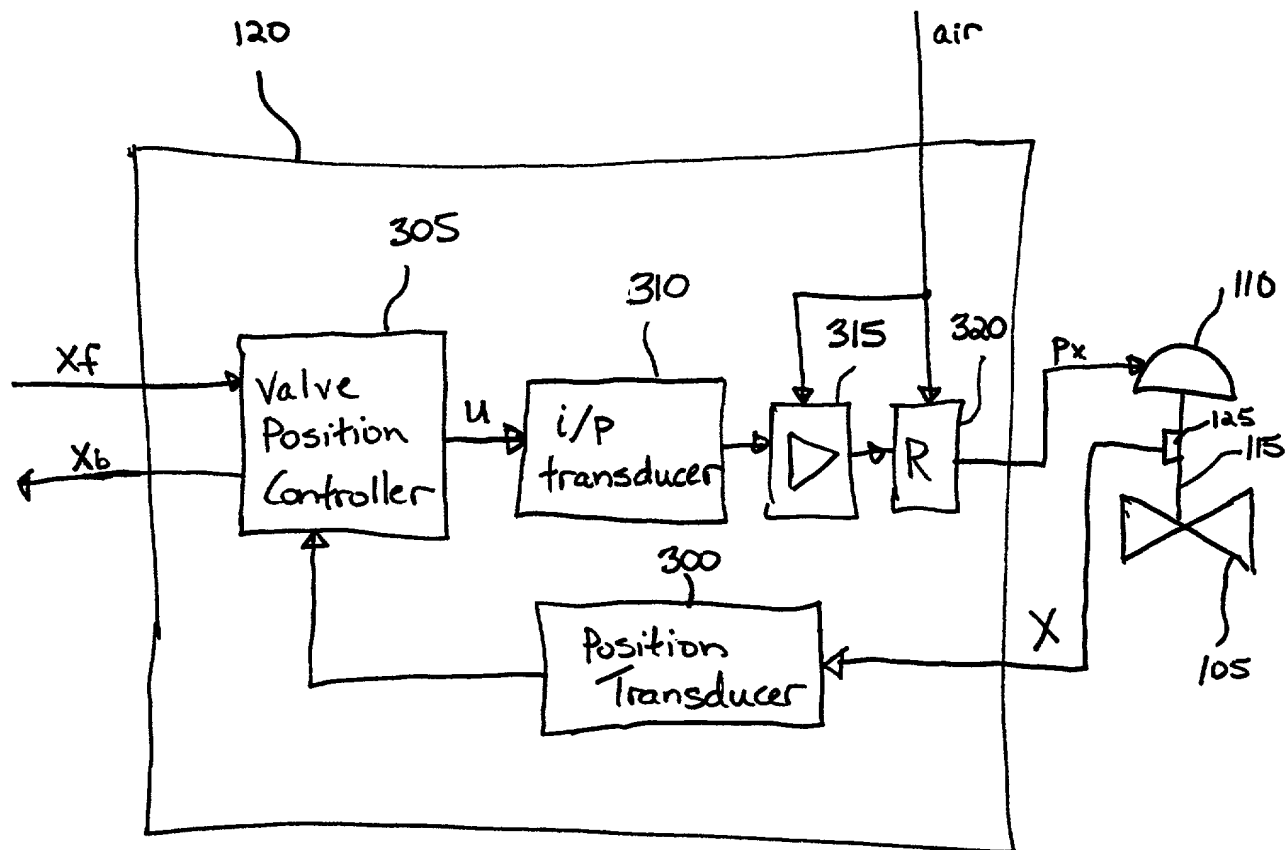 120
air
305
310
315
320
110
Xf
Valve
Position
Controller
u
i/p
transducer
R
Px
125
115
Xb
300
Position
Transducer
X
105